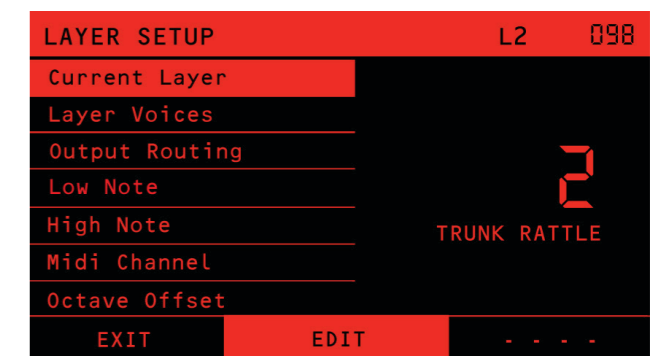 LAYER SETUP L2 098
Current Layer
Layer Voices
Output Routing
Low Note
High Note
Midi Channel
Octave Offset
2
TRUNK RATTLE
EXIT EDIT - - - -